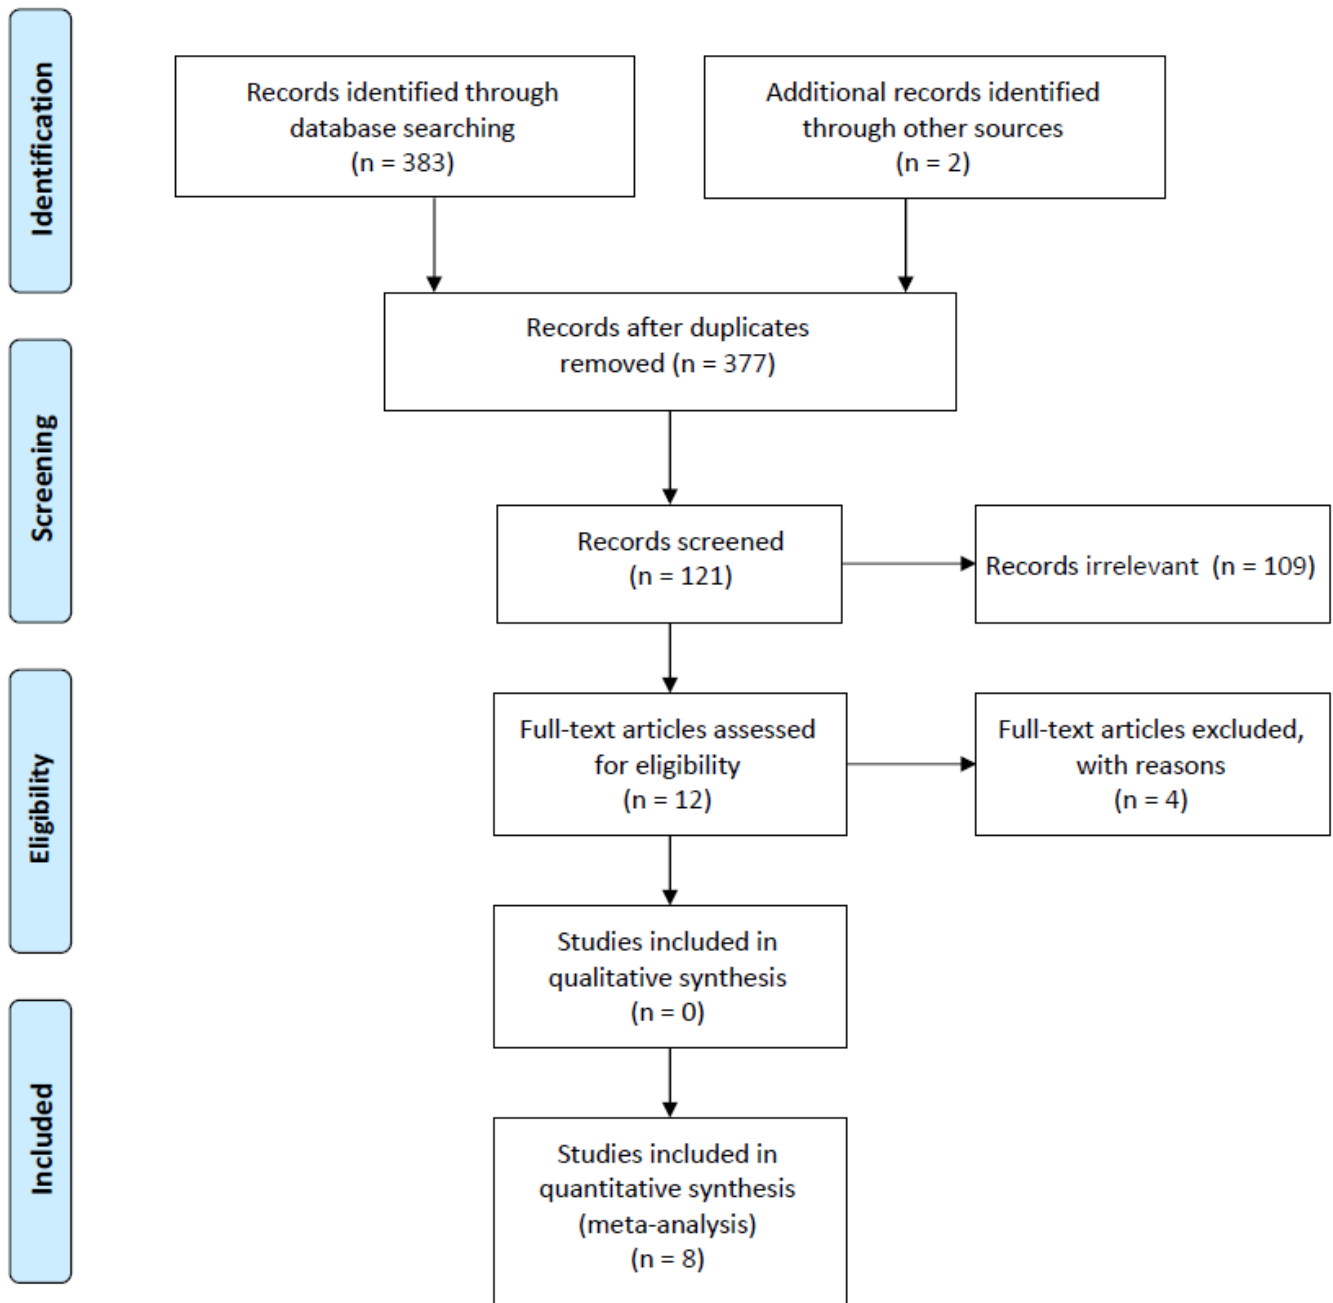 Identification
Records identified through
database searching
(n = 383)
Additional records identified
through other sources
(n = 2)
Records after duplicates
removed (n = 377)
Screening
Records screened
(n = 121)
Records irrelevant (n = 109)
Eligibility
Full-text articles assessed
for eligibility
(n = 12)
Full-text articles excluded,
with reasons
(n = 4)
Studies included in
qualitative synthesis
(n = 0)
Included
Studies included in
quantitative synthesis
(meta-analysis)
(n = 8)